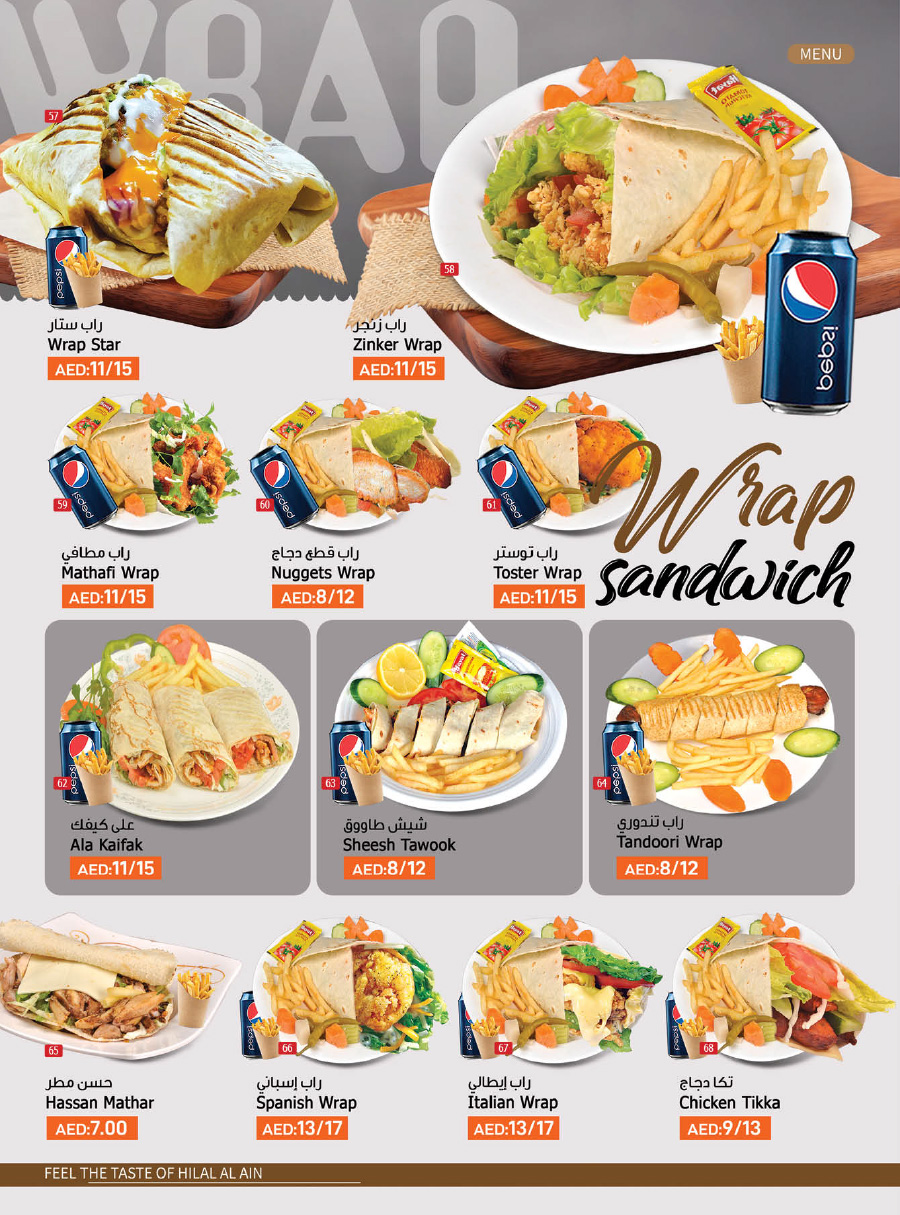 WRAP
MENU
57
58
راب ستار
Wrap Star
AED:11/15
راب زنجر
Zinker Wrap
AED:11/15
pepsi
pepsi
59
60
61
راب مطافي
Mathafi Wrap
AED:11/15
راب قطع دجاج
Nuggets Wrap
AED:8/12
راب توستر
Toster Wrap
AED:11/15
Wrap
sandwich
62
63
64
على كيفك
Ala Kaifak
AED:11/15
شيش طاووق
Sheesh Tawook
AED:8/12
راب تندوري
Tandoori Wrap
AED:8/12
65
66
67
68
حسن مطر
Hassan Mathar
AED:7.00
راب إسباني
Spanish Wrap
AED:13/17
راب إيطالي
Italian Wrap
AED:13/17
تكا دجاج
Chicken Tikka
AED:9/13
FEEL THE TASTE OF HILAL AL AIN